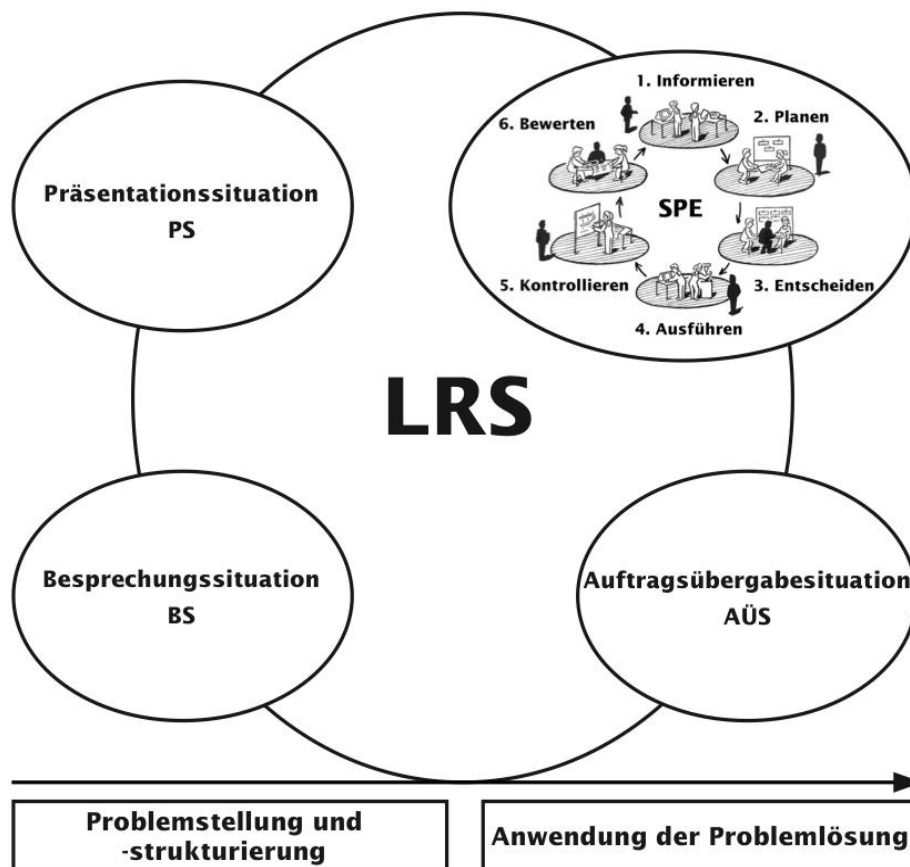 1. Informieren
2. Planen
6. Bewerten
SPE
5. Kontrollieren
3. Entscheiden
4. Ausführen
Präsentationssituation
PS
LRS
Besprechungssituation
BS
Auftragsübergabesituation
AÜS
Problemstellung und
-strukturierung
Anwendung der Problemlösung